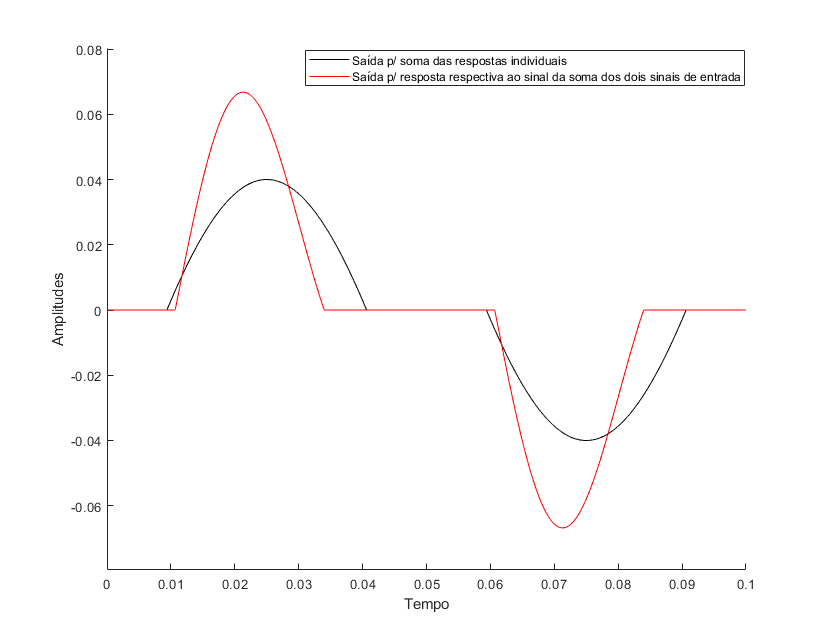 Saída p/ soma das respostas individuais
Saída p/ resposta respectiva ao sinal da soma dos dois sinais de entrada
0.08
0.06
0.04
0.02
0
-0.02
-0.04
-0.06
Amplitudes
0 0.01 0.02 0.03 0.04 0.05 0.06 0.07 0.08 0.09 0.1
Tempo